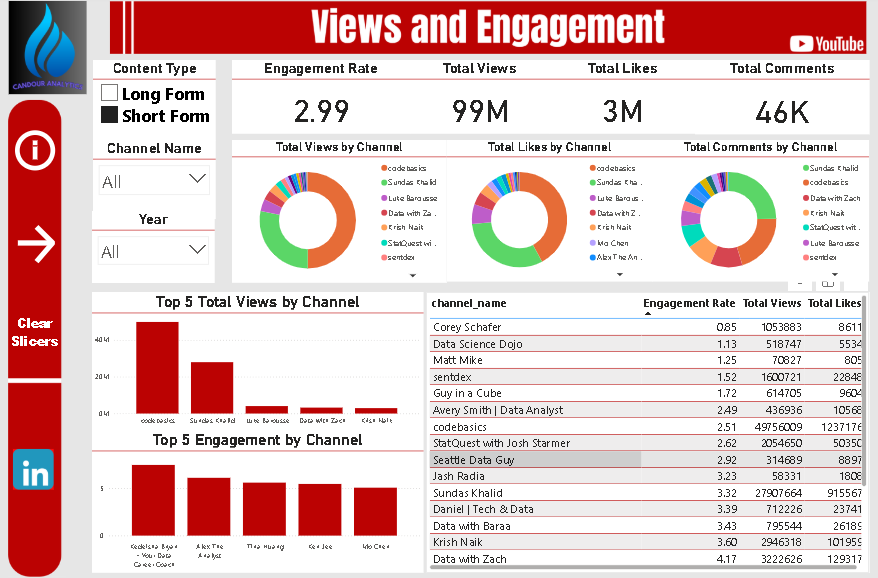 Views and Engagement
YouTube
CANDOUR ANALYTICS
Content Type
Long Form
Short Form
Channel Name
All
Year
All
Clear
Slicers
in
Engagement Rate
2.99
Total Views
99M
Total Likes
3M
Total Comments
46K
Total Views by Channel
codebasics
Sundas Khalid
Luke Barousse
Data with Za...
Krish Naik
StatQuest wi...
sentdex
Total Likes by Channel
codebasics
Sundas Kha...
Luke Barous...
Data with Z...
Krish Naik
Mo Chen
Alex The An...
Total Comments by Channel
Sundas Khalid
codebasics
Data with Zach
Krish Naik
StatQuest wi...
Luke Barousse
sentdex
Top 5 Total Views by Channel
40M
20M
0M
codebasics
Sundas Khalid
Luke Barousse
Data with Zach
Krish Naik
Top 5 Engagement by Channel
5
0
- Your Data
Career Coach
Alex The
Analyst
Tina Huang
Ken Jee
Mo Chen
channel_name Engagement Rate Total Views Total Likes
Corey Schafer 0.85 1053883 8611
Data Science Dojo 1.13 518747 5534
Matt Mike 1.25 70827 805
sentdex 1.52 1600721 22848
Guy in a Cube 1.72 614705 9604
Avery Smith | Data Analyst 2.49 436936 10568
codebasics 2.51 49756009 1237176
StatQuest with Josh Starmer 2.62 2054650 50350
Seattle Data Guy 2.92 314689 8897
Jash Radia 3.23 58331 1808
Sundas Khalid 3.32 27907664 915567
Daniel | Tech & Data 3.39 712226 23741
Data with Baraa 3.43 795544 26189
Krish Naik 3.60 2946318 101959
Data with Zach 4.17 3222626 129317